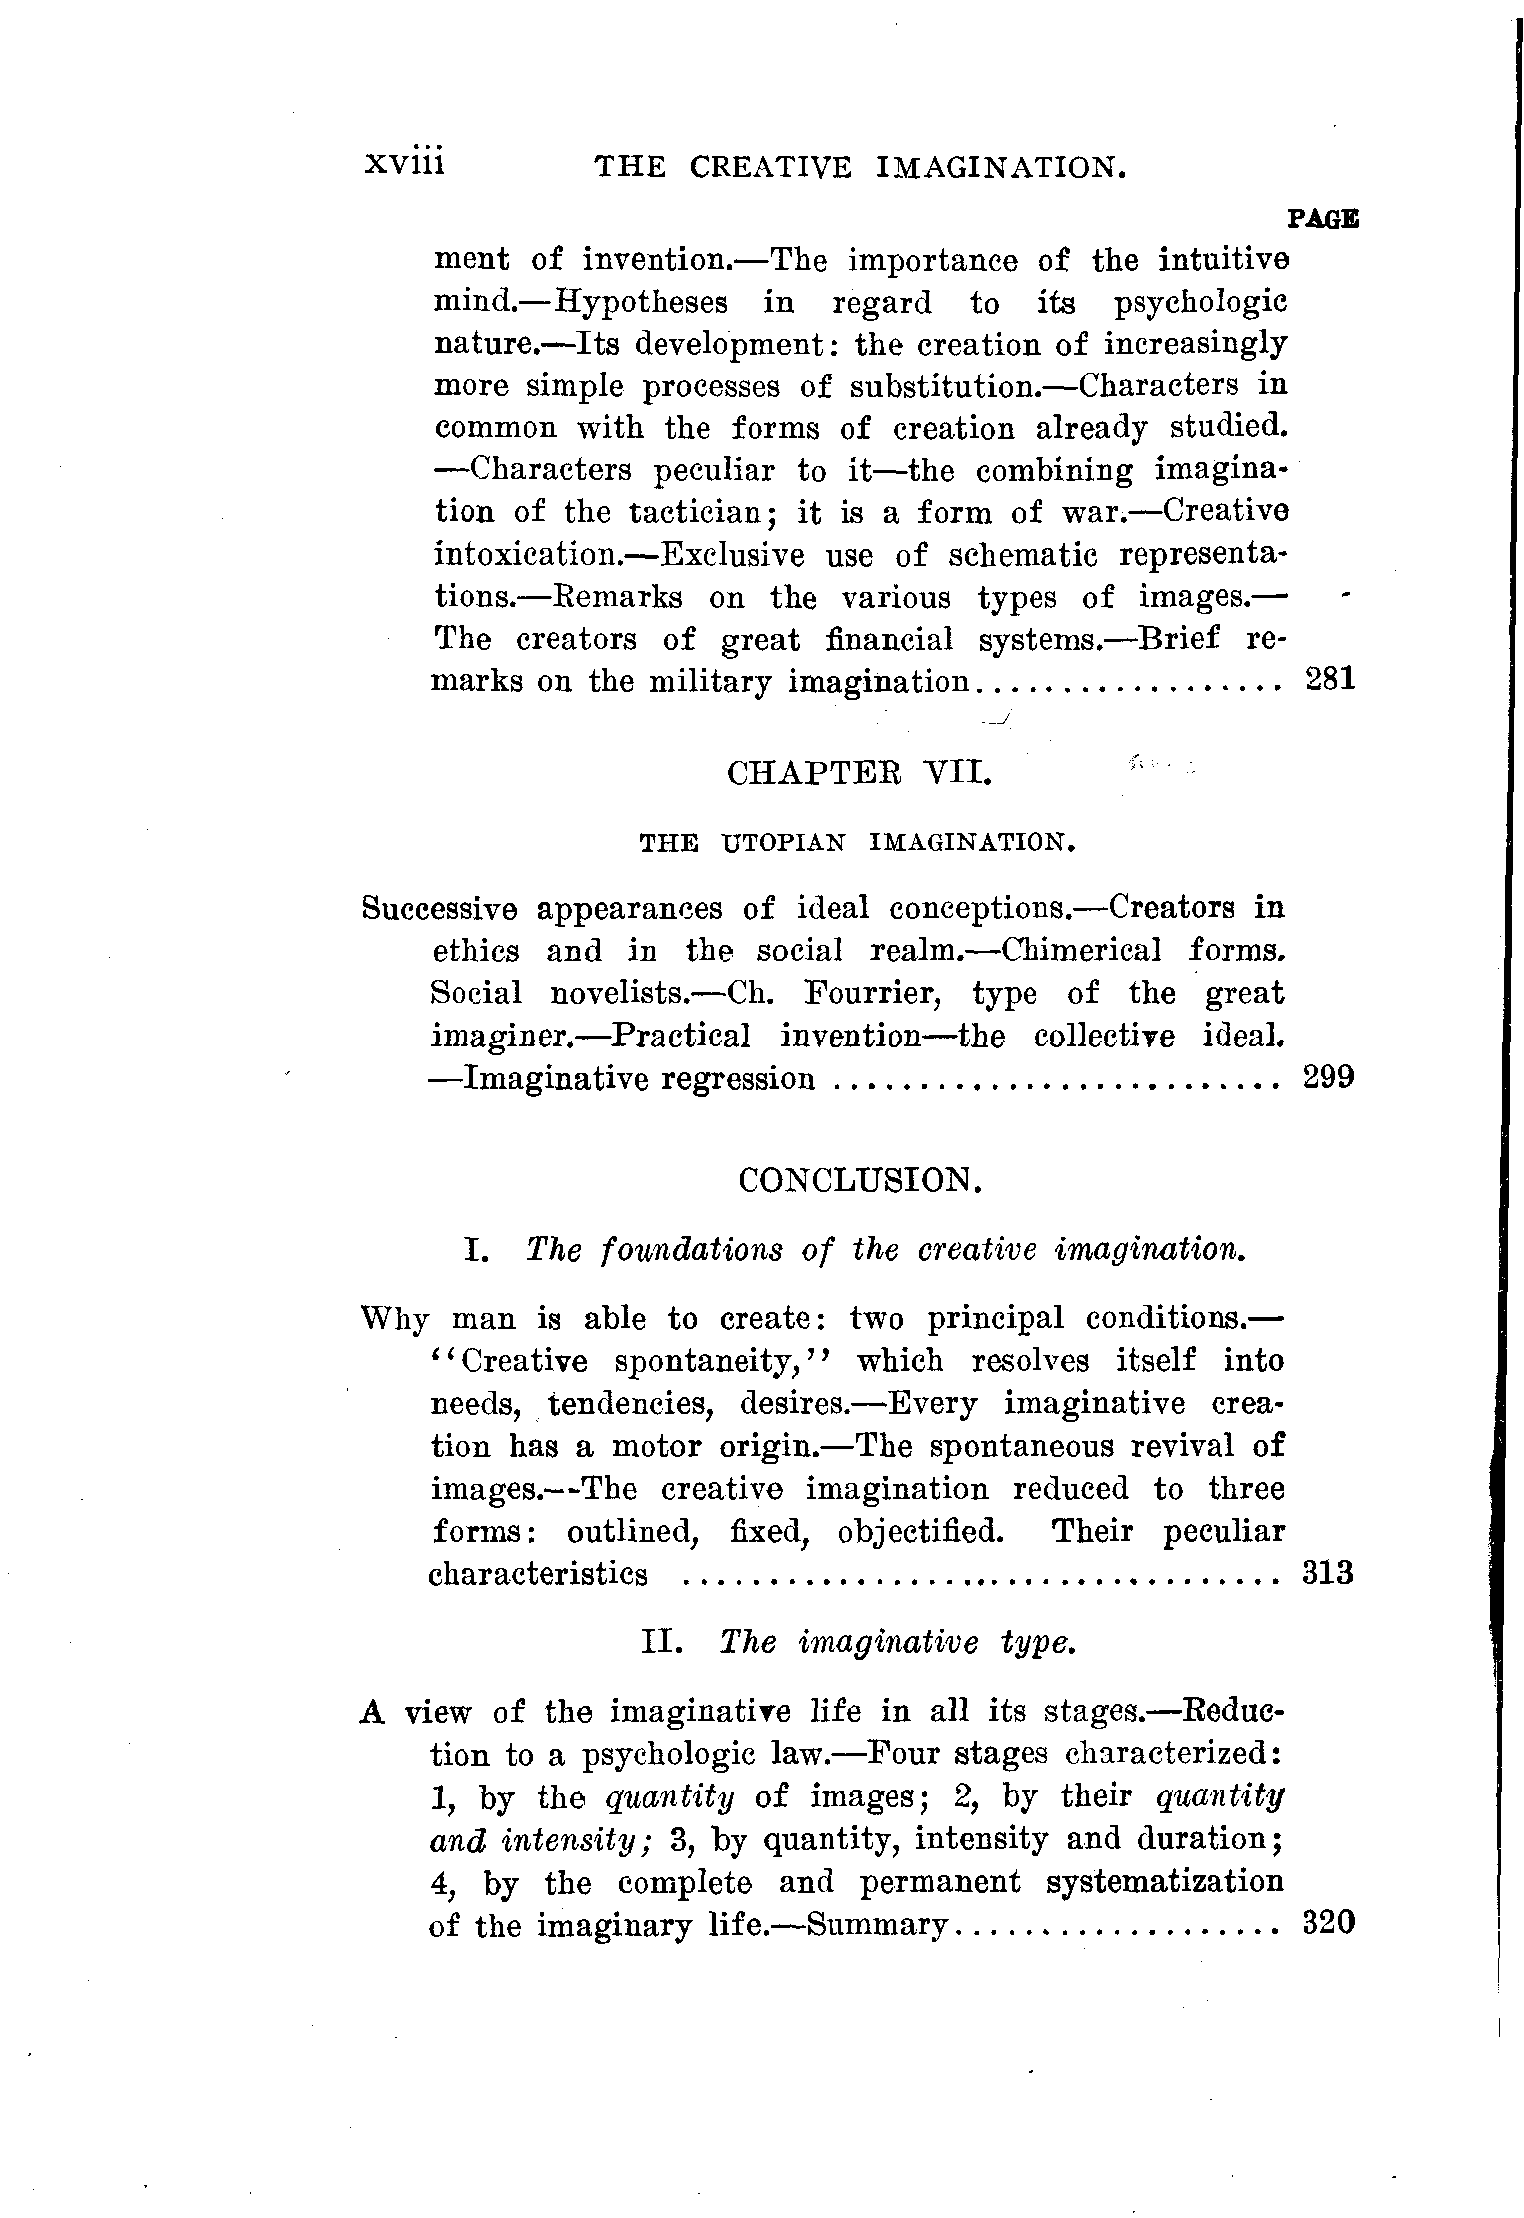 xviii THE CREATIVE IMAGINATION.
PAGE
ment of invention.—The importance of the intuitive
mind.—Hypotheses in regard to its psychologic
nature.—Its development: the creation of increasingly
more simple processes of substitution.—Characters in
common with the forms of creation already studied.
—Characters peculiar to it—the combining imagina-
tion of the tactician; it is a form of war.—Creative
intoxication.—Exclusive use of schematic representa-
tions.—Remarks on the various types of images.—
The creators of great financial systems.—Brief re-
marks on the military imagination.................. 281
CHAPTER VII.
THE UTOPIAN IMAGINATION.
Successive appearances of ideal conceptions.—Creators in
ethics and in the social realm.—Chimerical forms.
Social novelists.—Ch. Fourrier, type of the great
imaginer.—Practical invention—the collective ideal.
—Imaginative regression .......................... 299
CONCLUSION.
I. The foundations of the creative imagination.
Why man is able to create: two principal conditions.—
"Creative spontaneity," which resolves itself into
needs, tendencies, desires.—Every imaginative crea-
tion has a motor origin.—The spontaneous revival of
images.--The creative imagination reduced to three
forms: outlined, fixed, objectified. Their peculiar
characteristics .................................. 313
II. The imaginative type.
A view of the imaginative life in all its stages.—Reduc-
tion to a psychologic law.—Four stages characterized:
1, by the quantity of images; 2, by their quantity
and intensity; 3, by quantity, intensity and duration;
4, by the complete and permanent systematization
of the imaginary life.—Summary................... 320